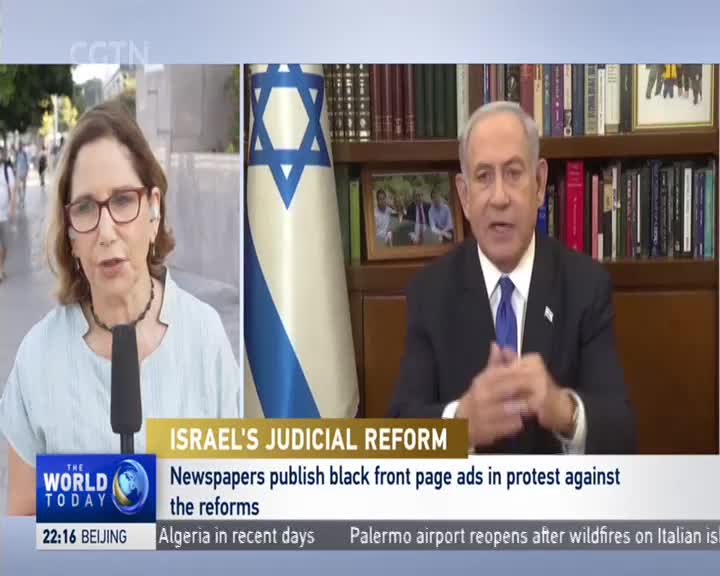 CGTN
ISRAEL'S JUDICIAL REFORM
Newspapers publish black front page ads in protest against
the reforms
THE
WORLD
TODAY
22:16 BEIJING
Algeria in recent days Palermo airport reopens after wildfires on Italian is